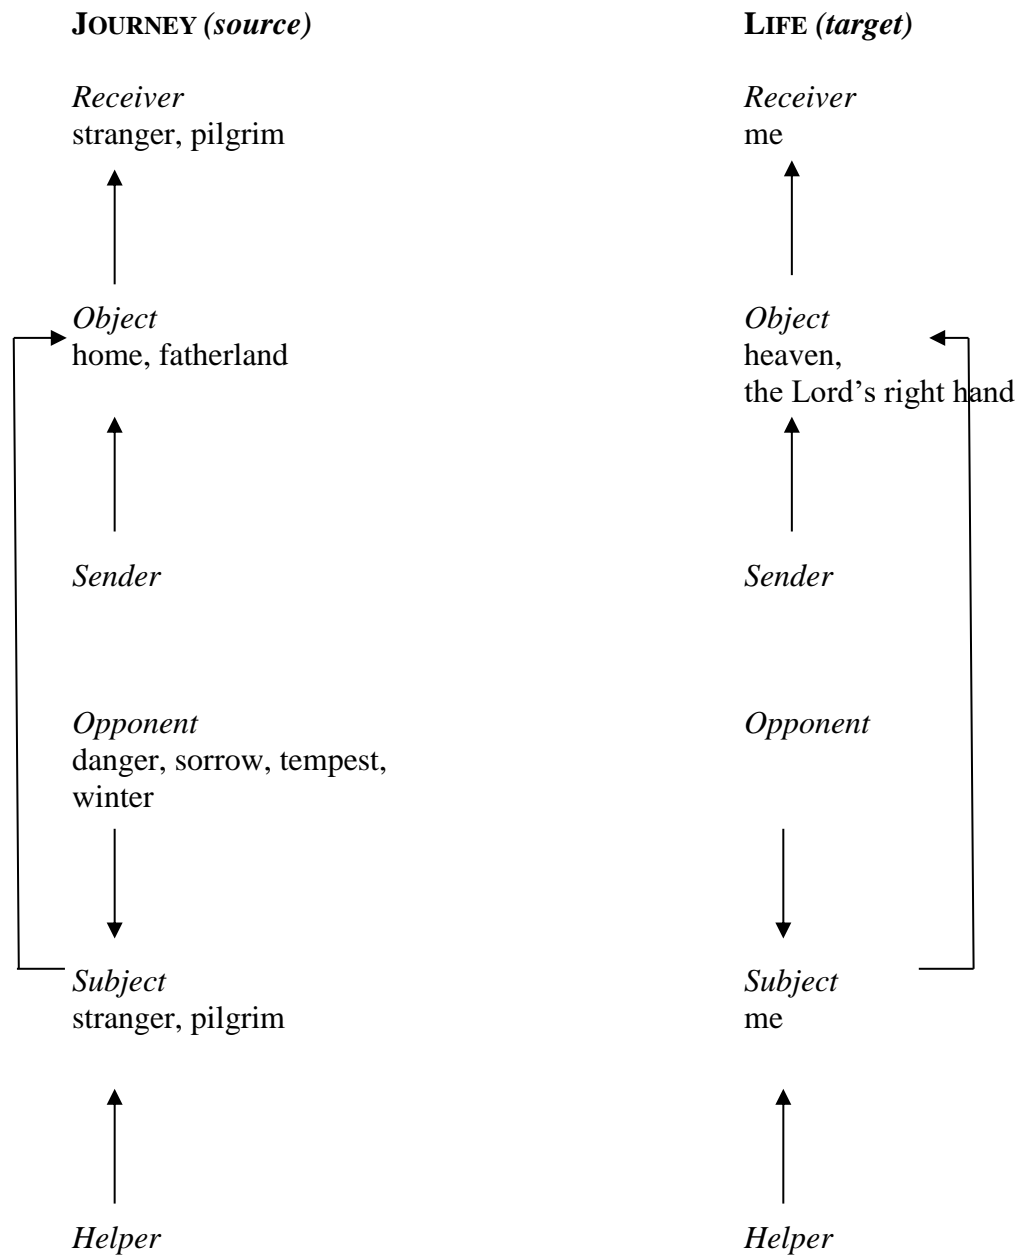 JOURNEY (source)
Receiver
stranger, pilgrim
Object
home, fatherland
Sender
Opponent
danger, sorrow, tempest,
winter
Subject
stranger, pilgrim
Helper
LIFE (target)
Receiver
me
Object
heaven,
the Lord’s right hand
Sender
Opponent
Subject
me
Helper